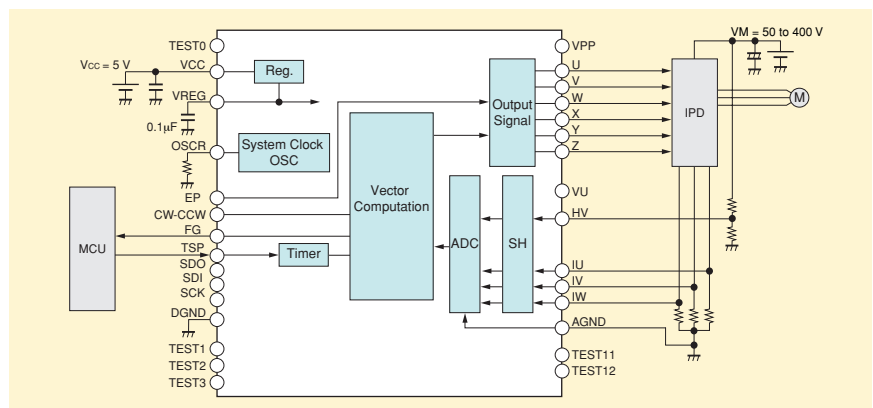 TEST0
VCC
VCC = 5 V
VREG
0.1μF
OSCR
EP
CW-CCW
FG
TSP
SDO
SDI
SCK
DGND
TEST1
TEST2
TEST3
MCU
Reg.
System Clock
OSC
Timer
Vector
Computation
Output
Signal
ADC
SH
VPP
U
V
W
X
Y
Z
VU
HV
IU
IV
IW
AGND
TEST11
TEST12
VM = 50 to 400 V
IPD
M